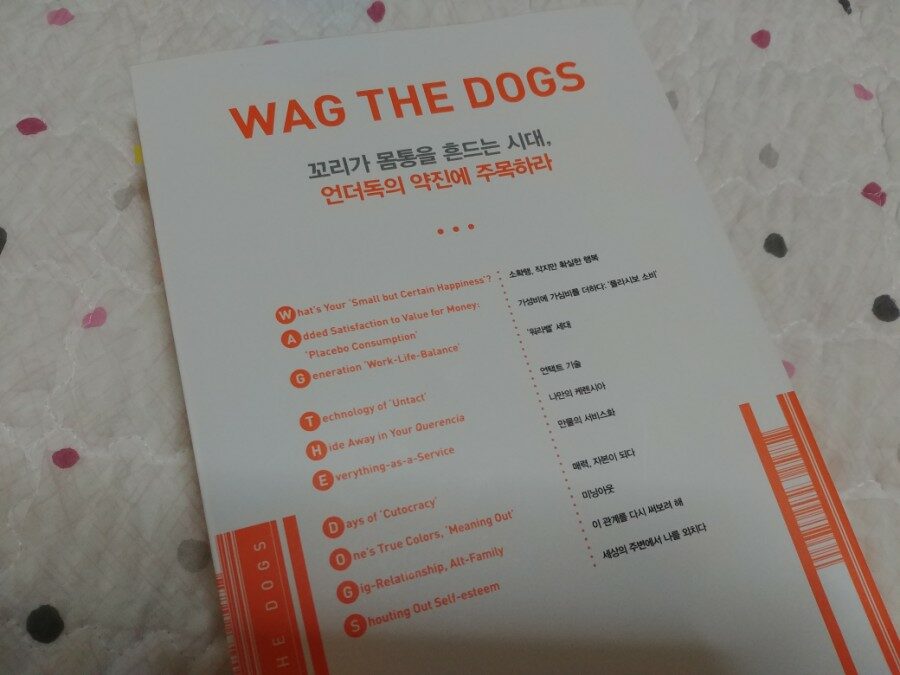 WAG THE DOGS
꼬리가 몸통을 흔드는 시대,
언더독의 약진에 주목하라
What's Your 'Small but Certain Happiness'?
소확행, 작지만 확실한 행복
Added Satisfaction to Value for Money:
'Placebo Consumption'
가성비에 가심비를 더하다: '플라시보 소비'
Generation 'Work-Life-Balance'
'워라밸' 세대
Technology of 'Untact'
언택트 기술
Hide Away in Your Querencia
나만의 케렌시아
Everything-as-a-Service
만물의 서비스화
Days of 'Cutocracy'
매력, 자본이 되다
One's True Colors, 'Meaning Out'
미닝아웃
Gig-Relationship, Alt-Family
이 관계를 다시 써보려 해
Shouting Out Self-esteem
세상의 주변에서 나를 외치다
HE DOGS